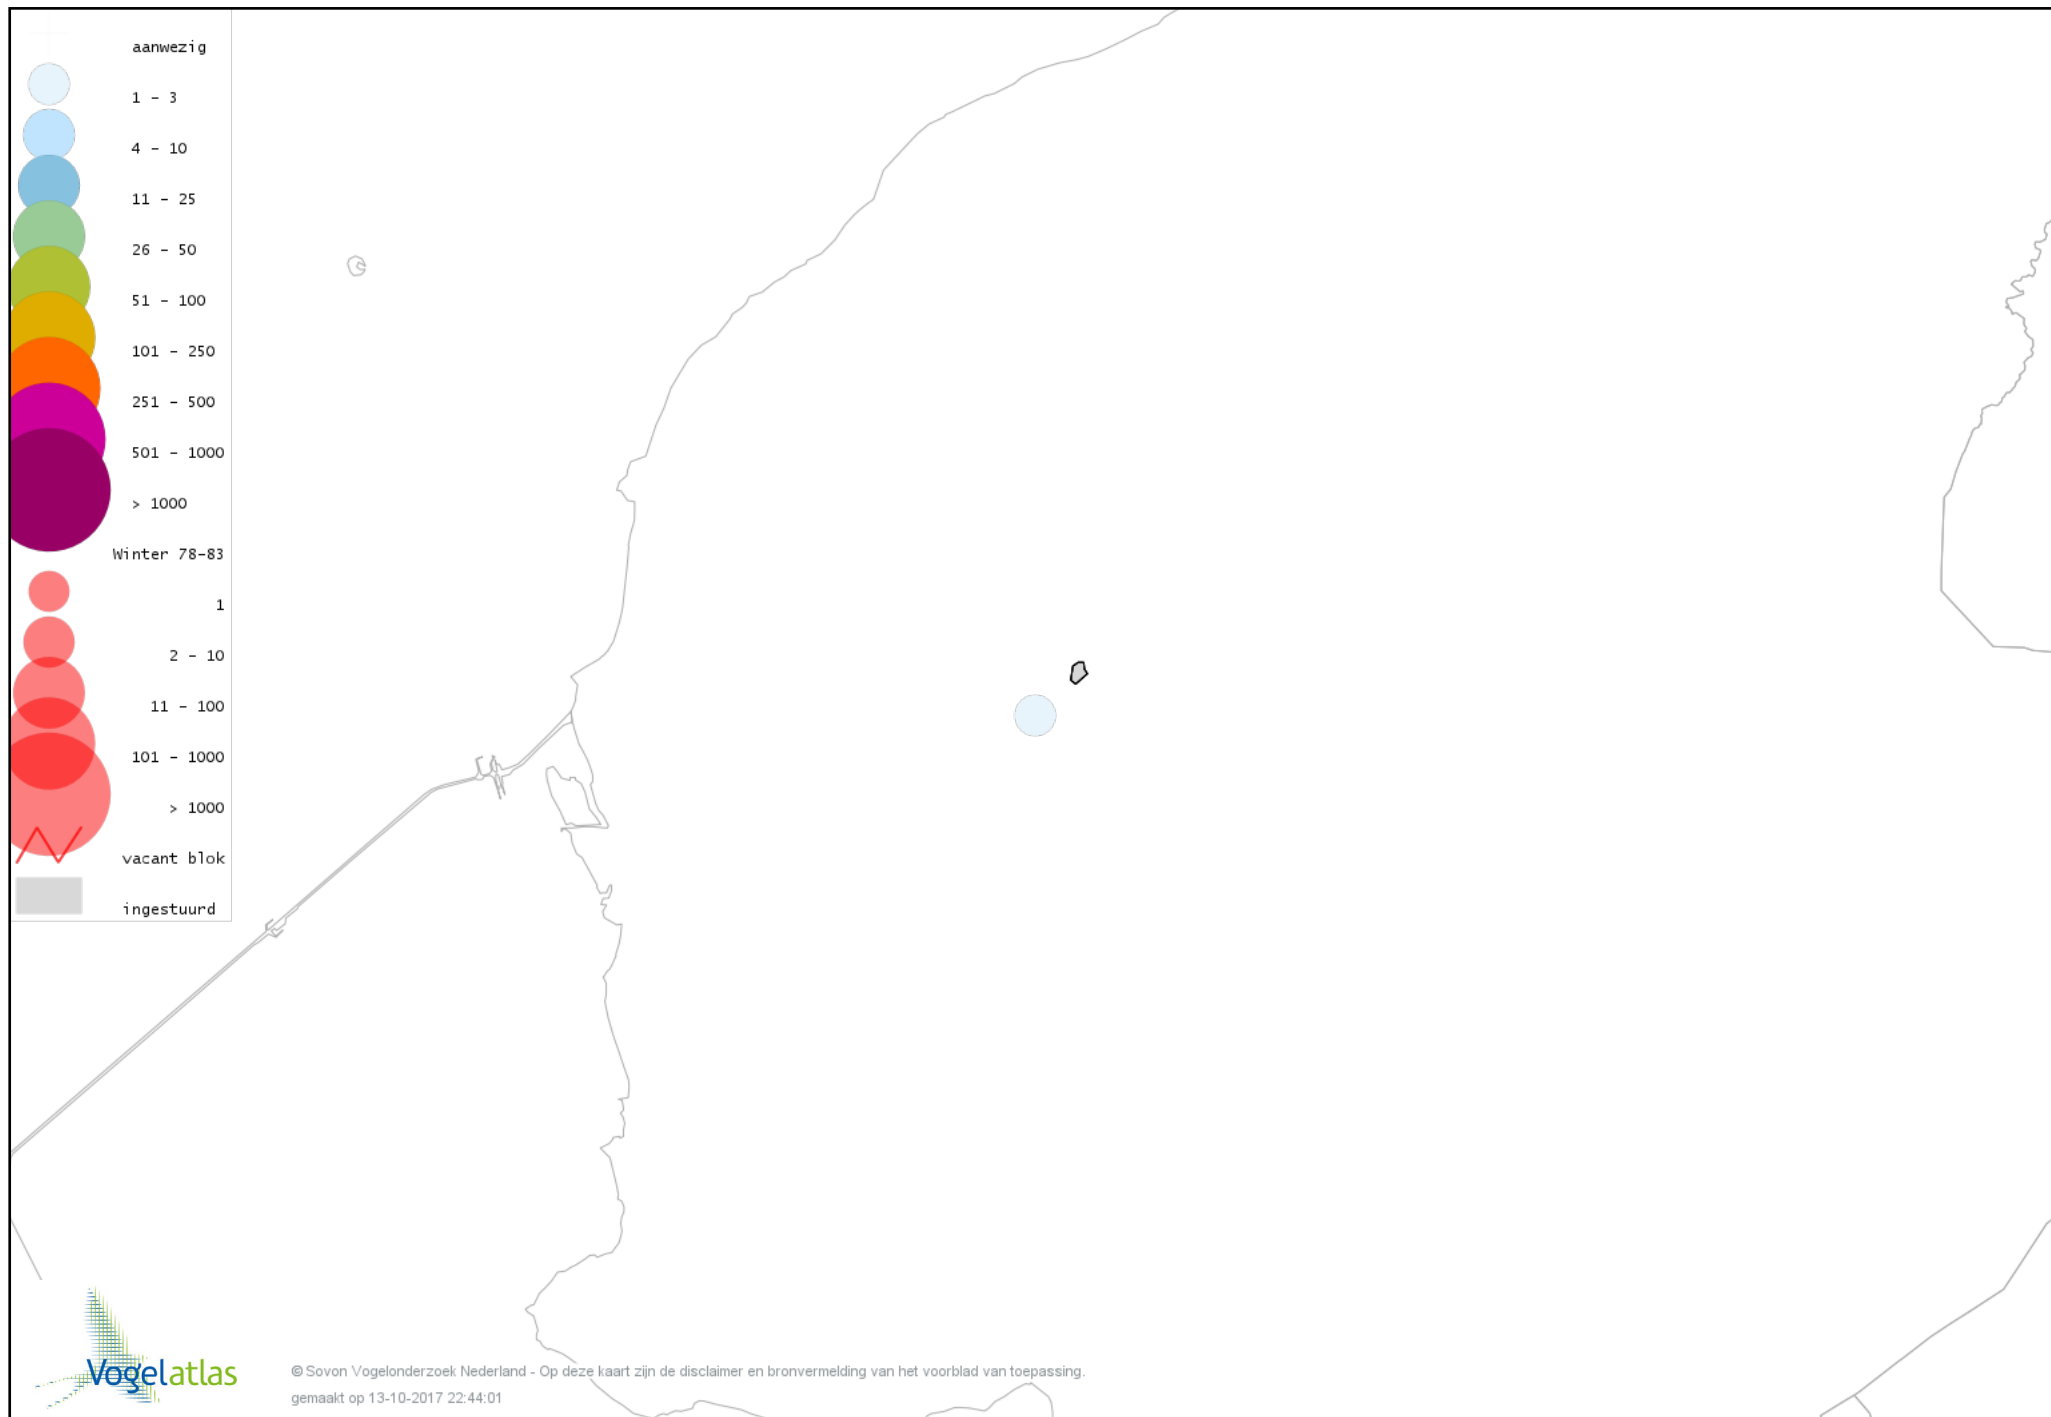 aanwezig
1 - 3
4 - 10
11 - 25
26 - 50
51 - 100
101 - 250
251 - 500
501 - 1000
> 1000
Winter 78-83
1
2 - 10
11 - 100
101 - 1000
> 1000
vacant blok
ingestuurd
Vogelatlas
© Sovon Vogelonderzoek Nederland - Op deze kaart zijn de disclaimer en bronvermelding van het voorblad van toepassing.
gemaakt op 13-10-2017 22:44:01